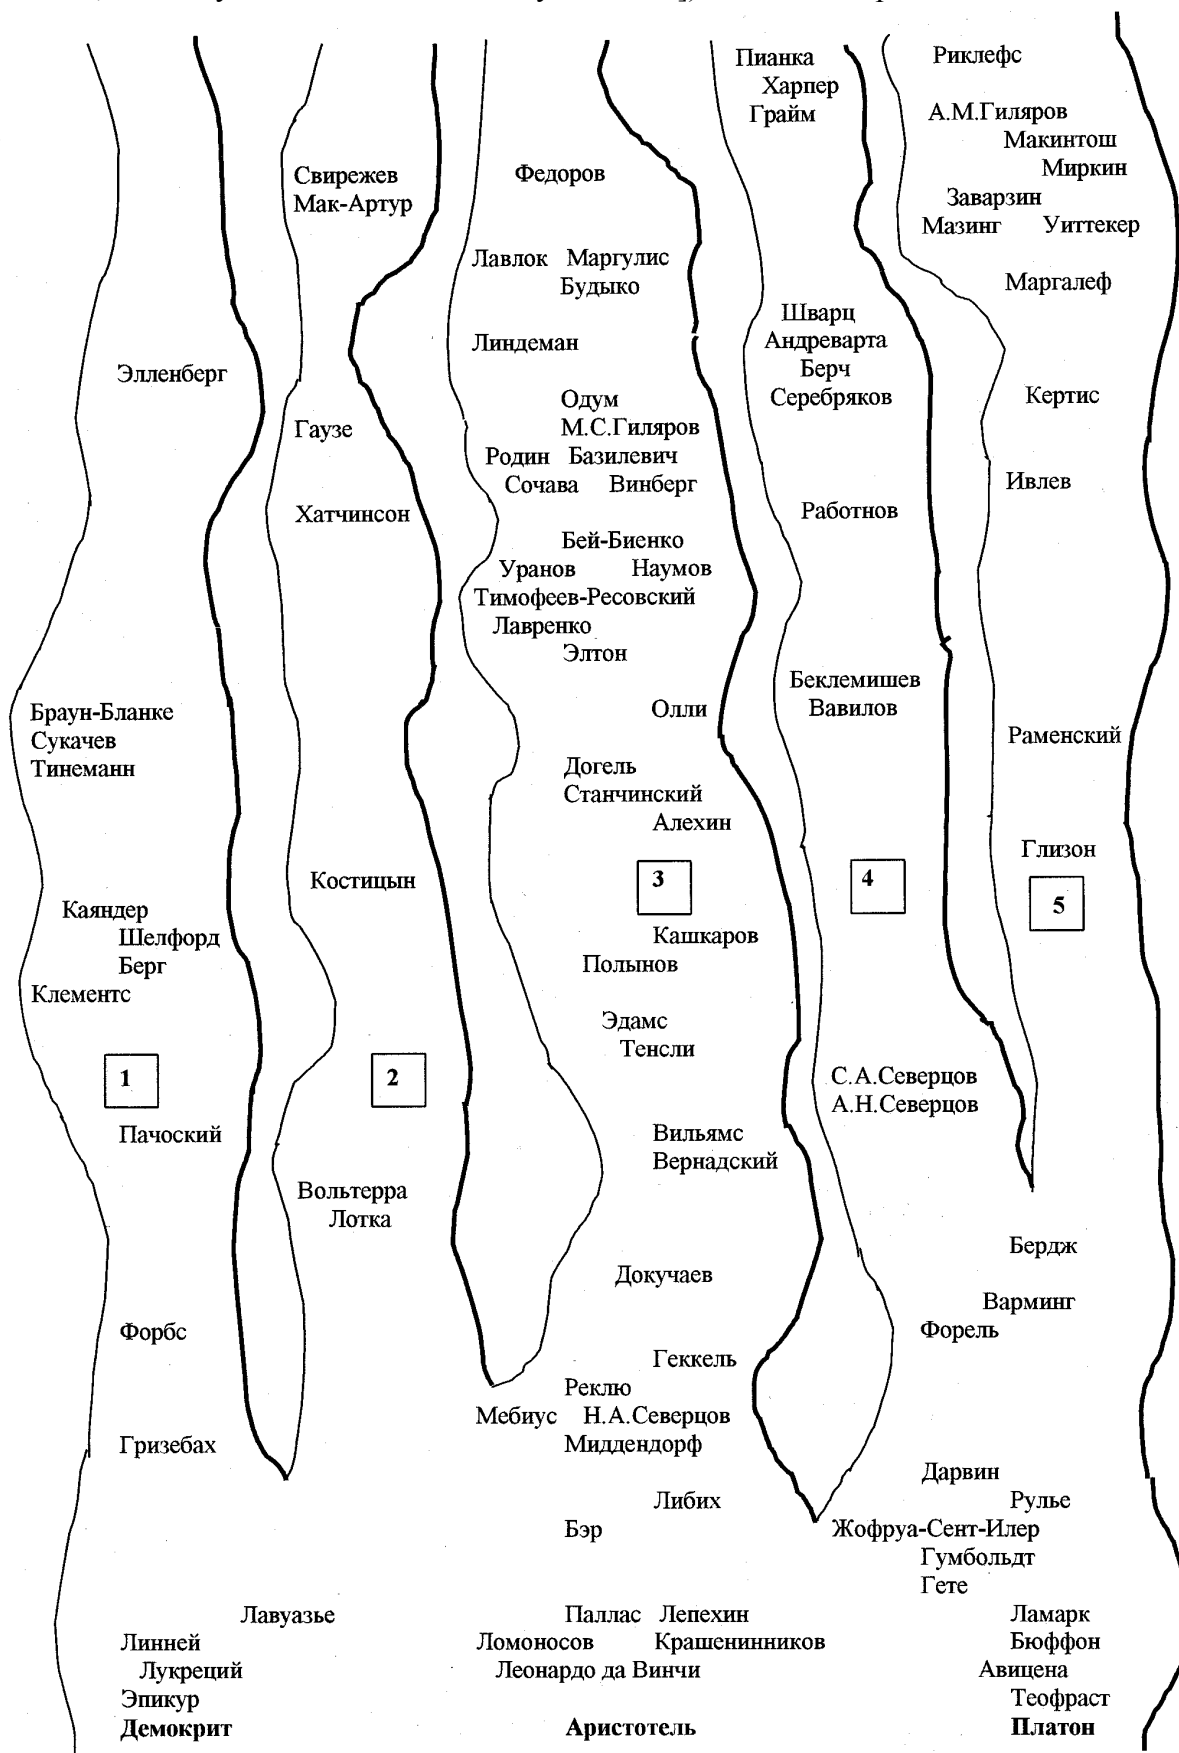 Пианка
Риклефс
Харпер
Грайм
А.М.Гиляров
Макинтош
Миркин
Свирежев
Федоров
Заварзин
Мак-Артур
Мазинг Уиттекер
Лавлок Маргулис
Будыко
Маргалеф
Шварц
Линдеман
Андреварта
Берч
Элленберг
Серебряков
Кертис
Одум
М.С.Гиляров
Гаузе
Родин Базилевич
Сочава Винберг
Ивлев
Хатчинсон
Работнов
Бей-Биенко
Уранов Наумов
Тимофеев-Ресовский
Лавренко
Элтон
Беклемишев
Вавилов
Браун-Бланке
Олли
Сукачев
Раменский
Тинеманн
Догель
Станчинский
Алехин
Глизон
Костицын
3
4
5
Каяндер
Шелфорд
Кашкаров
Берг
Полынов
Клементс
Эдамс
Тенсли
1
2
С.А.Северцов
А.Н.Северцов
Пачоский
Вильямс
Вернадский
Вольтерра
Лотка
Бердж
Докучаев
Варминг
Форбс
Форель
Геккель
Реклю
Мебиус Н.А.Северцов
Гризебах
Миддендорф
Дарвин
Либих
Рулье
Бэр
Жофруа-Сент-Илер
Гумбольдт
Гете
Лавуазье
Паллас Лепехин
Ламарк
Линней
Ломоносов Крашенинников
Бюффон
Лукреций
Леонардо да Винчи
Авицена
Эпикур
Теофраст
Демокрит
Аристотель
Платон